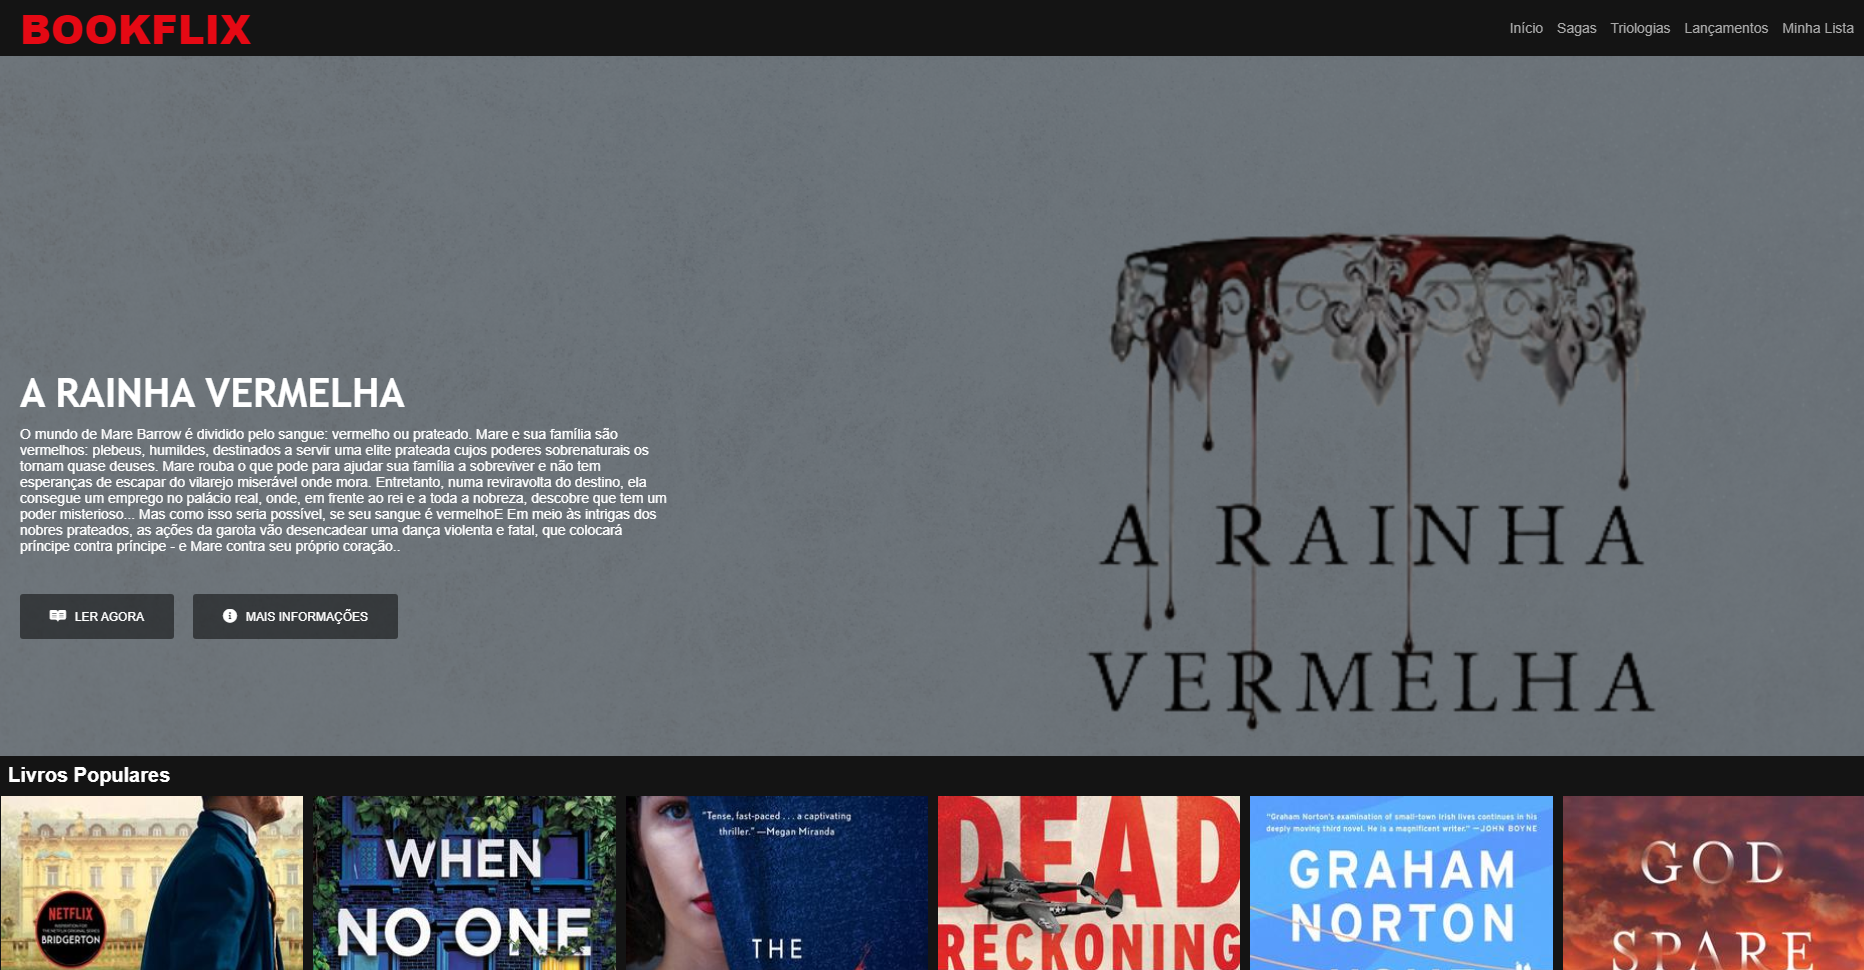 BOOKFLIX
Início Sagas Triologias Lançamentos Minha Lista
A RAINHA VERMELHA
O mundo de Mare Barrow é dividido pelo sangue: vermelho ou prateado. Mare e sua família são
vermelhos: plebeus, humildes, destinados a servir uma elite prateada cujos poderes sobrenaturais os
tornam quase deuses. Mare rouba o que pode para ajudar sua família a sobreviver e não tem
esperanças de escapar do vilarejo miserável onde mora. Entretanto, numa reviravolta do destino, ela
consegue um emprego no palácio real, onde, em frente ao rei e a toda a nobreza, descobre que tem um
poder misterioso... Mas como isso seria possível, se seu sangue é vermelhoE Em meio às intrigas dos
nobres prateados, as ações da garota vão desencadear uma dança violenta e fatal, que colocará
príncipe contra príncipe - e Mare contra seu próprio coração..
LER AGORA
MAIS INFORMAÇÕES
A RAINHA
VERMELHA
Livros Populares
NETFLIX
INSPIRATION FOR
THE NETFLIX ORIGINAL SERIES
BRIDGERTON
WHEN
NO ONE
"Tense, fast-paced . . . a captivating
thriller." —Megan Miranda
THE
DEAD
RECKONING
"Graham Norton's examination of small-town Irish lives continues in his
deeply moving third novel. He is a magnificent writer." —JOHN BOYNE
GRAHAM
NORTON
GOD
SPARE